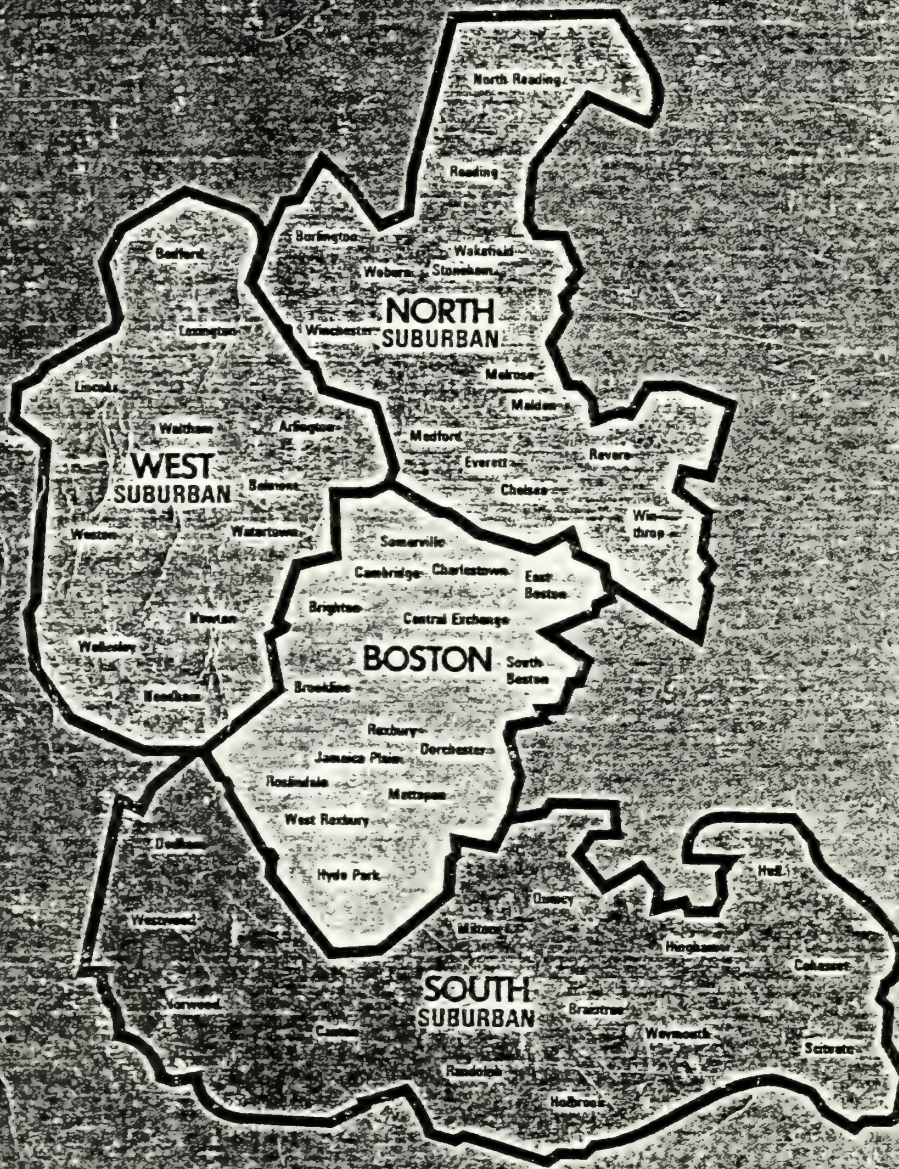 North Reading
Reading
Burlington
Wakefield
Woburn Stoneham
NORTH
SUBURBAN
Winchester
Melrose
Malden
Medford
Everett
Revere
Chelsea
Win-
throp
Bedford
Lexington
Lincoln
Waltham
Arlington
WEST
SUBURBAN
Belmont
Weston
Watertown
Newton
Wellesley
Needham
Somerville
Cambridge Charlestown
East
Boston
Brighton
Central Exchange
BOSTON
South
Boston
Brookline
Roxbury
Dorchester
Jamaica Plain
Roslindale
Mattapan
West Roxbury
Hyde Park
Dedham
Westwood
Norwood
Canton
Milton
Quincy
Hull
Hingham
Cohasset
SOUTH
SUBURBAN
Braintree
Weymouth
Scituate
Randolph
Holbrook